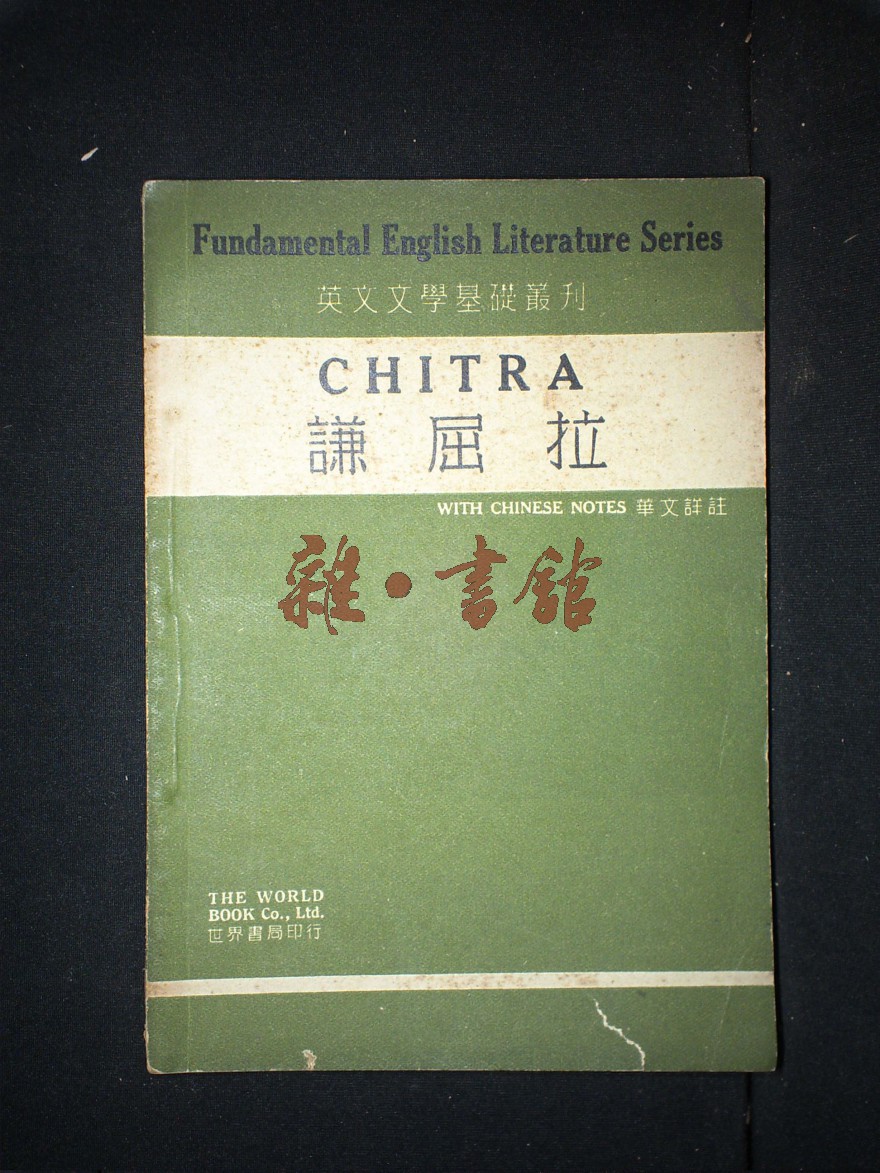 Fundamental English Literature Series
英文文學基礎叢刊
CHITRA
謙屈拉
WITH CHINESE NOTES 華文詳註
雜·書館
THE WORLD
BOOK Co., Ltd.
世界書局印行